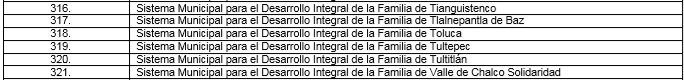 316. Sistema Municipal para el Desarrollo Integral de la Familia de Tianguistenco
317. Sistema Municipal para el Desarrollo Integral de la Familia de Tlalnepantla de Baz
318. Sistema Municipal para el Desarrollo Integral de la Familia de Toluca
319. Sistema Municipal para el Desarrollo Integral de la Familia de Tultepec
320. Sistema Municipal para el Desarrollo Integral de la Familia de Tultitlán
321. Sistema Municipal para el Desarrollo Integral de la Familia de Valle de Chalco Solidaridad